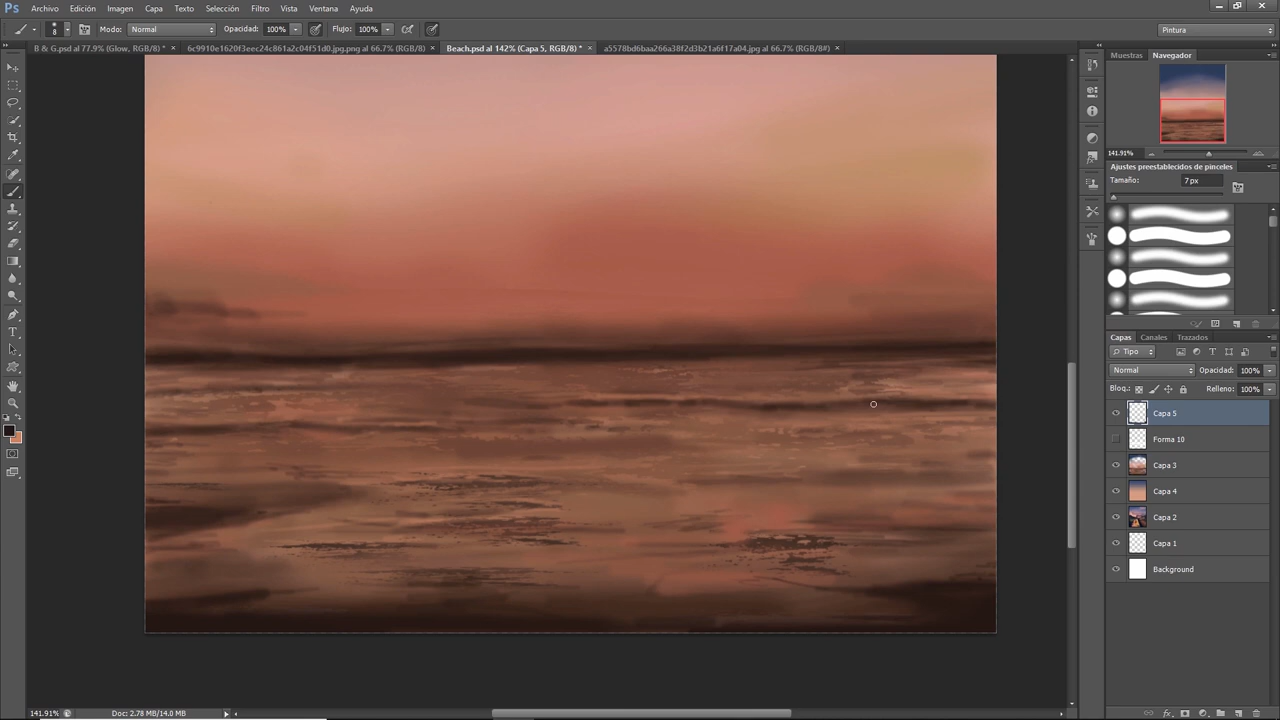 Ps Archivo Edición Imagen Capa Texto Selección Filtro Vista Ventana Ayuda
8 Modo: Normal Opacidad: 100% Flujo: 100% Pintura
B & G.psd al 77.9% (Glow, RGB/8) * × 6c9910e1620f3eec24c861a2c04f51d0.jpg.png al 66.7% (RGB/8) × Beach.psd al 142% (Capa 5, RGB/8) * × a5578bd6baa266a38f2d3b21a6f17a04.jpg al 66.7% (RGB/8#) ×
Muestras Navegador
141.91%
Ajustes preestablecidos de pinceles
Tamaño: 7 px
Capas Canales Trazados
Tipo
Normal Opacidad: 100%
Bloq.: Relleno: 100%
Capa 5
Forma 10
Capa 3
Capa 4
Capa 2
Capa 1
Background
141.91% Doc: 2.78 MB/14.0 MB